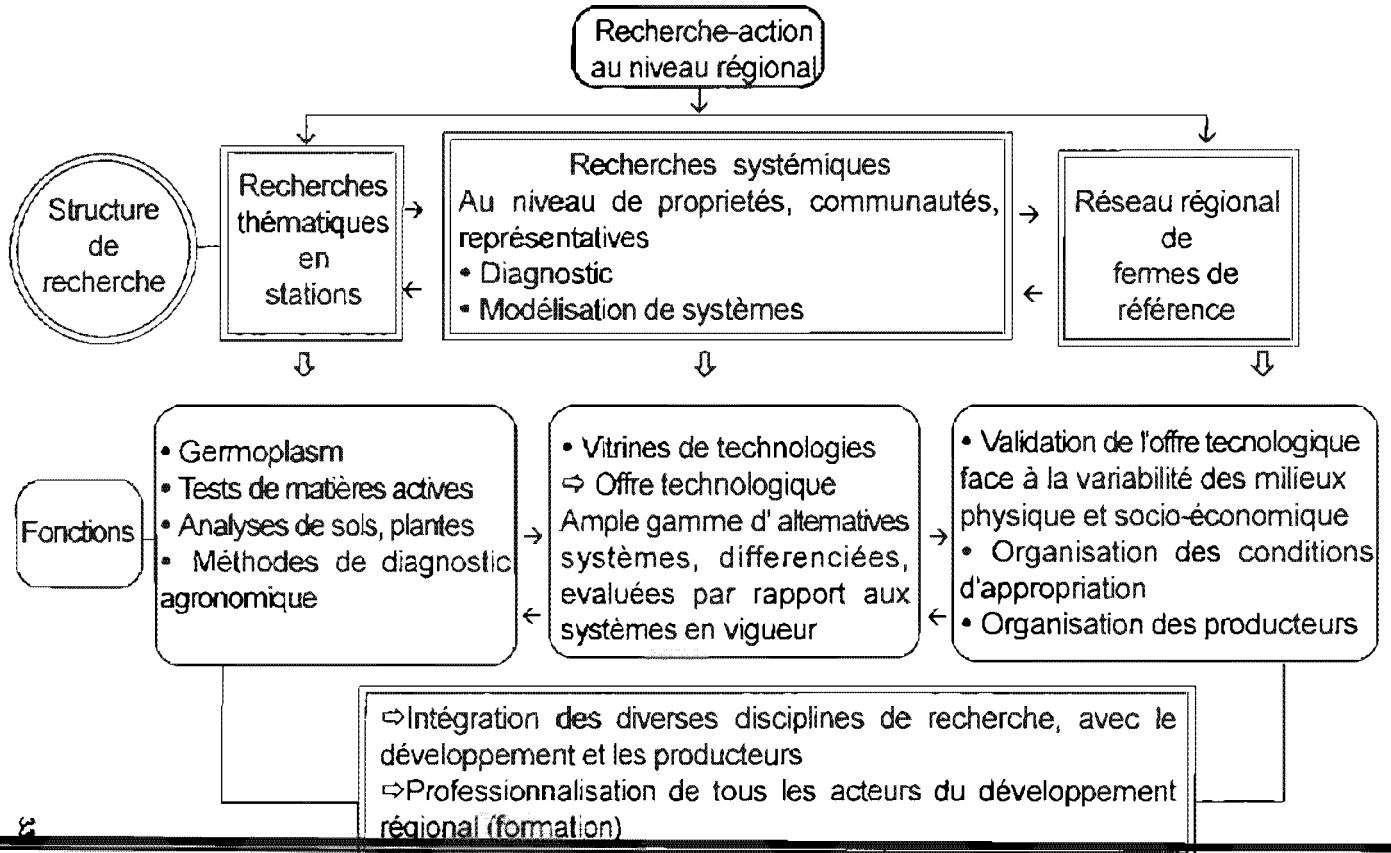 Recherche-action
au niveau régional
Structure
de
recherche
Recherches
thématiques
en
stations
Recherches systémiques
Au niveau de proprietés, communautés,
représentatives
• Diagnostic
• Modélisation de systèmes
Réseau régional
de
fermes de
référence
Fonctions
• Germoplasm
• Tests de matières actives
• Analyses de sols, plantes
• Méthodes de diagnostic
agronomique
• Vitrines de technologies
⇨ Offre technologique
Ample gamme d' alternatives
systèmes, differenciées,
evaluées par rapport aux
systèmes en vigueur
• Validation de l'offre tecnologique
face à la variabilité des milieux
physique et socio-économique
• Organisation des conditions
d'appropriation
• Organisation des producteurs
⇨Intégration des diverses disciplines de recherche, avec le
développement et les producteurs
⇨Professionnalisation de tous les acteurs du développement
régional (formation)